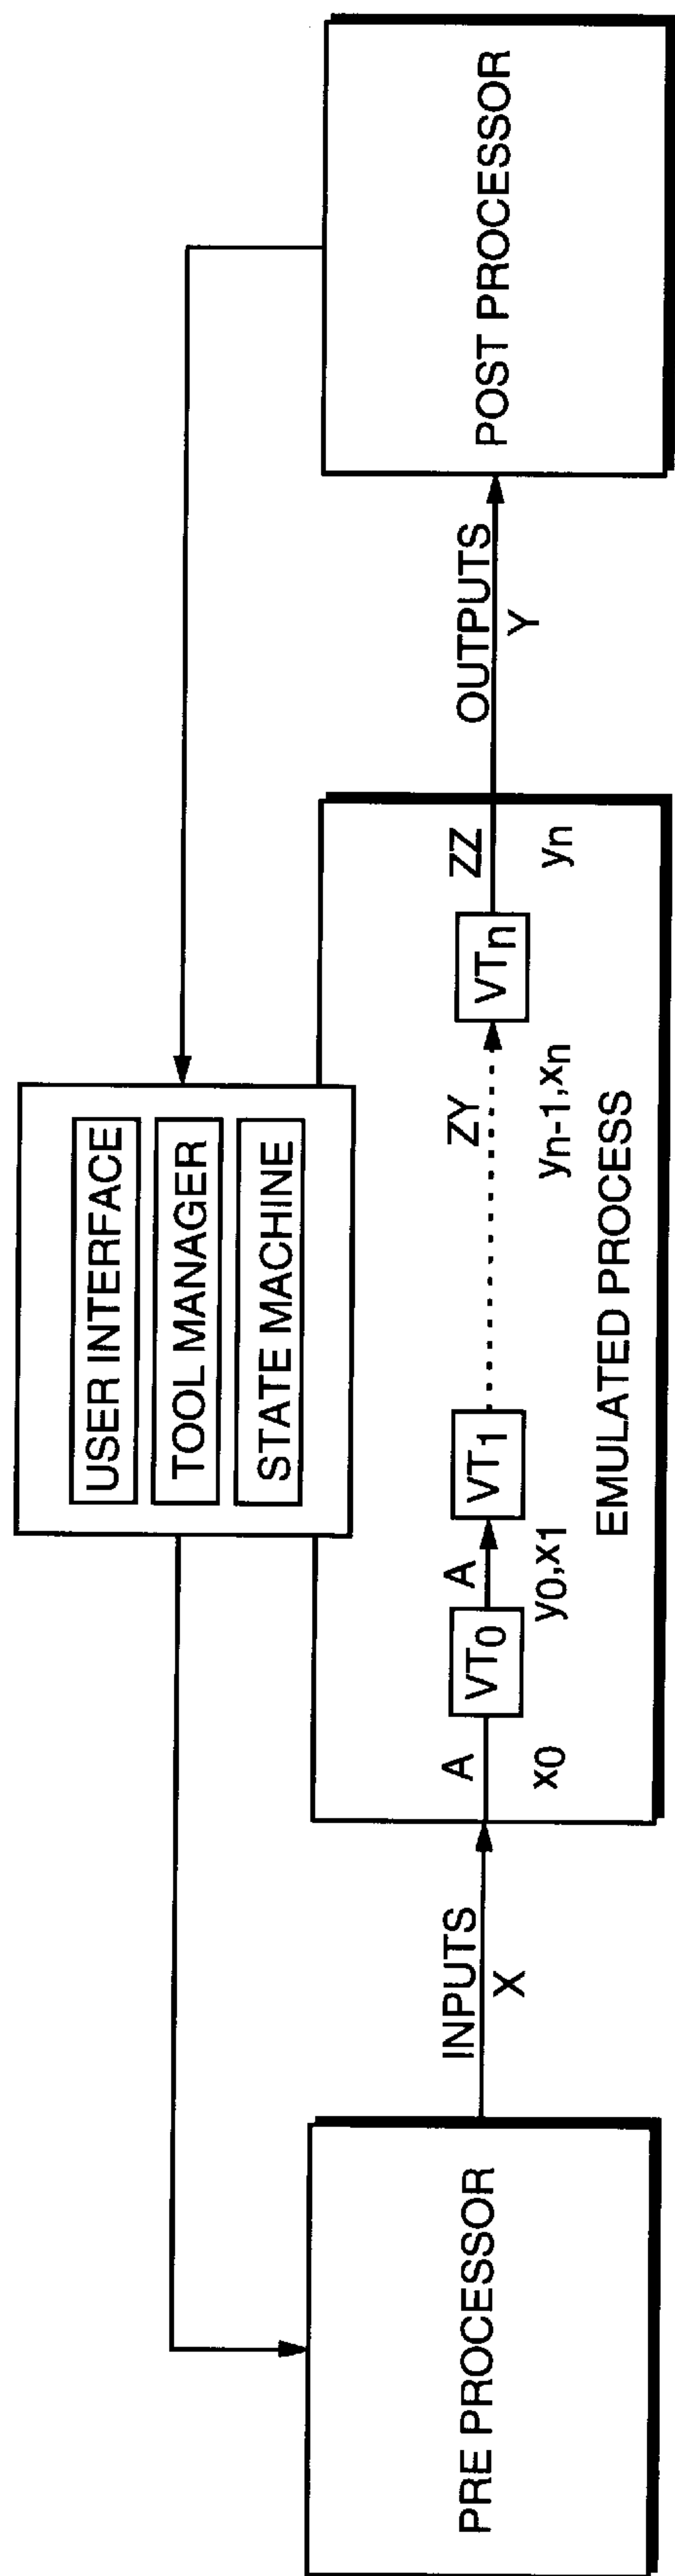 USER INTERFACE
TOOL MANAGER
STATE MACHINE
PRE PROCESSOR
INPUTS
X
A
x0
VT0
A
y0,x1
VT1
ZY
yn-1,xn
VTn
ZZ
yn
EMULATED PROCESS
OUTPUTS
Y
POST PROCESSOR